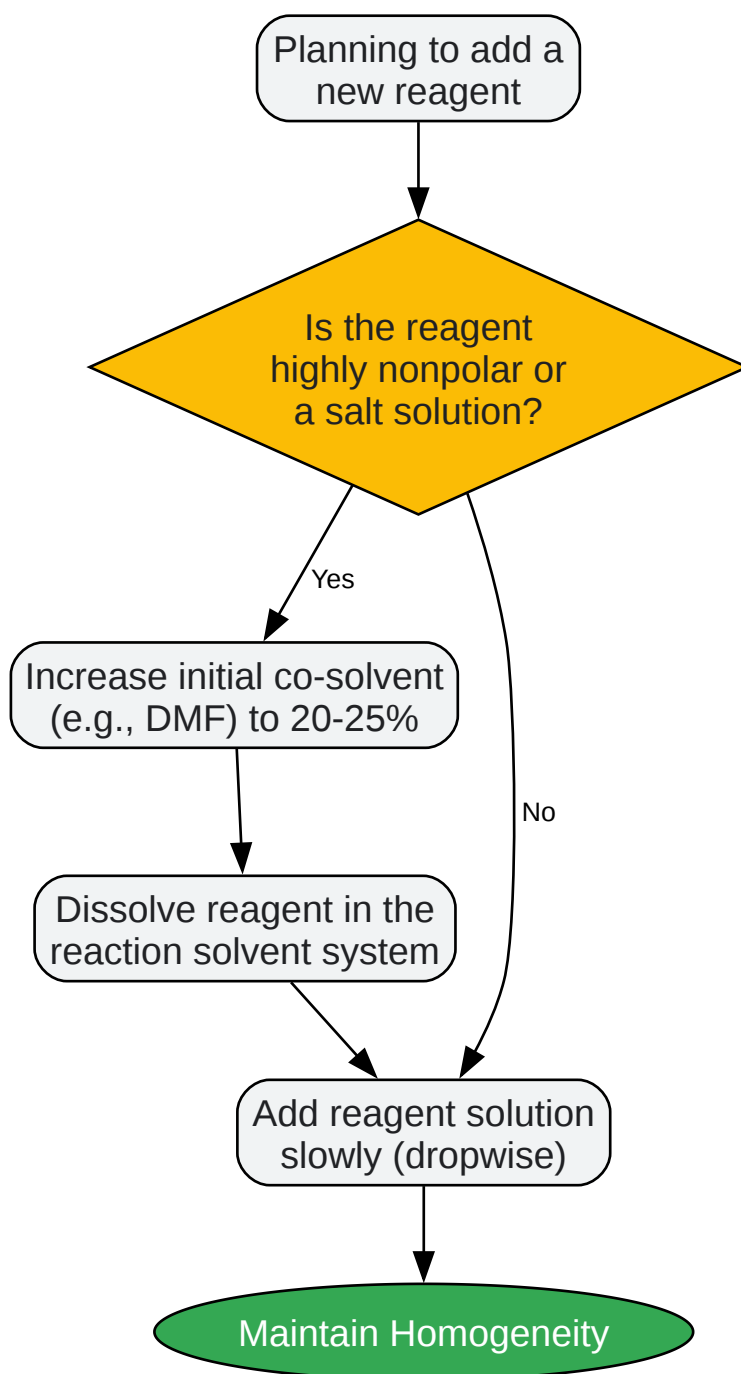 Planning to add a
new reagent
Is the reagent
highly nonpolar or
a salt solution?
Yes
Increase initial co-solvent
(e.g., DMF) to 20-25%
No
Dissolve reagent in the
reaction solvent system
Add reagent solution
slowly (dropwise)
Maintain Homogeneity